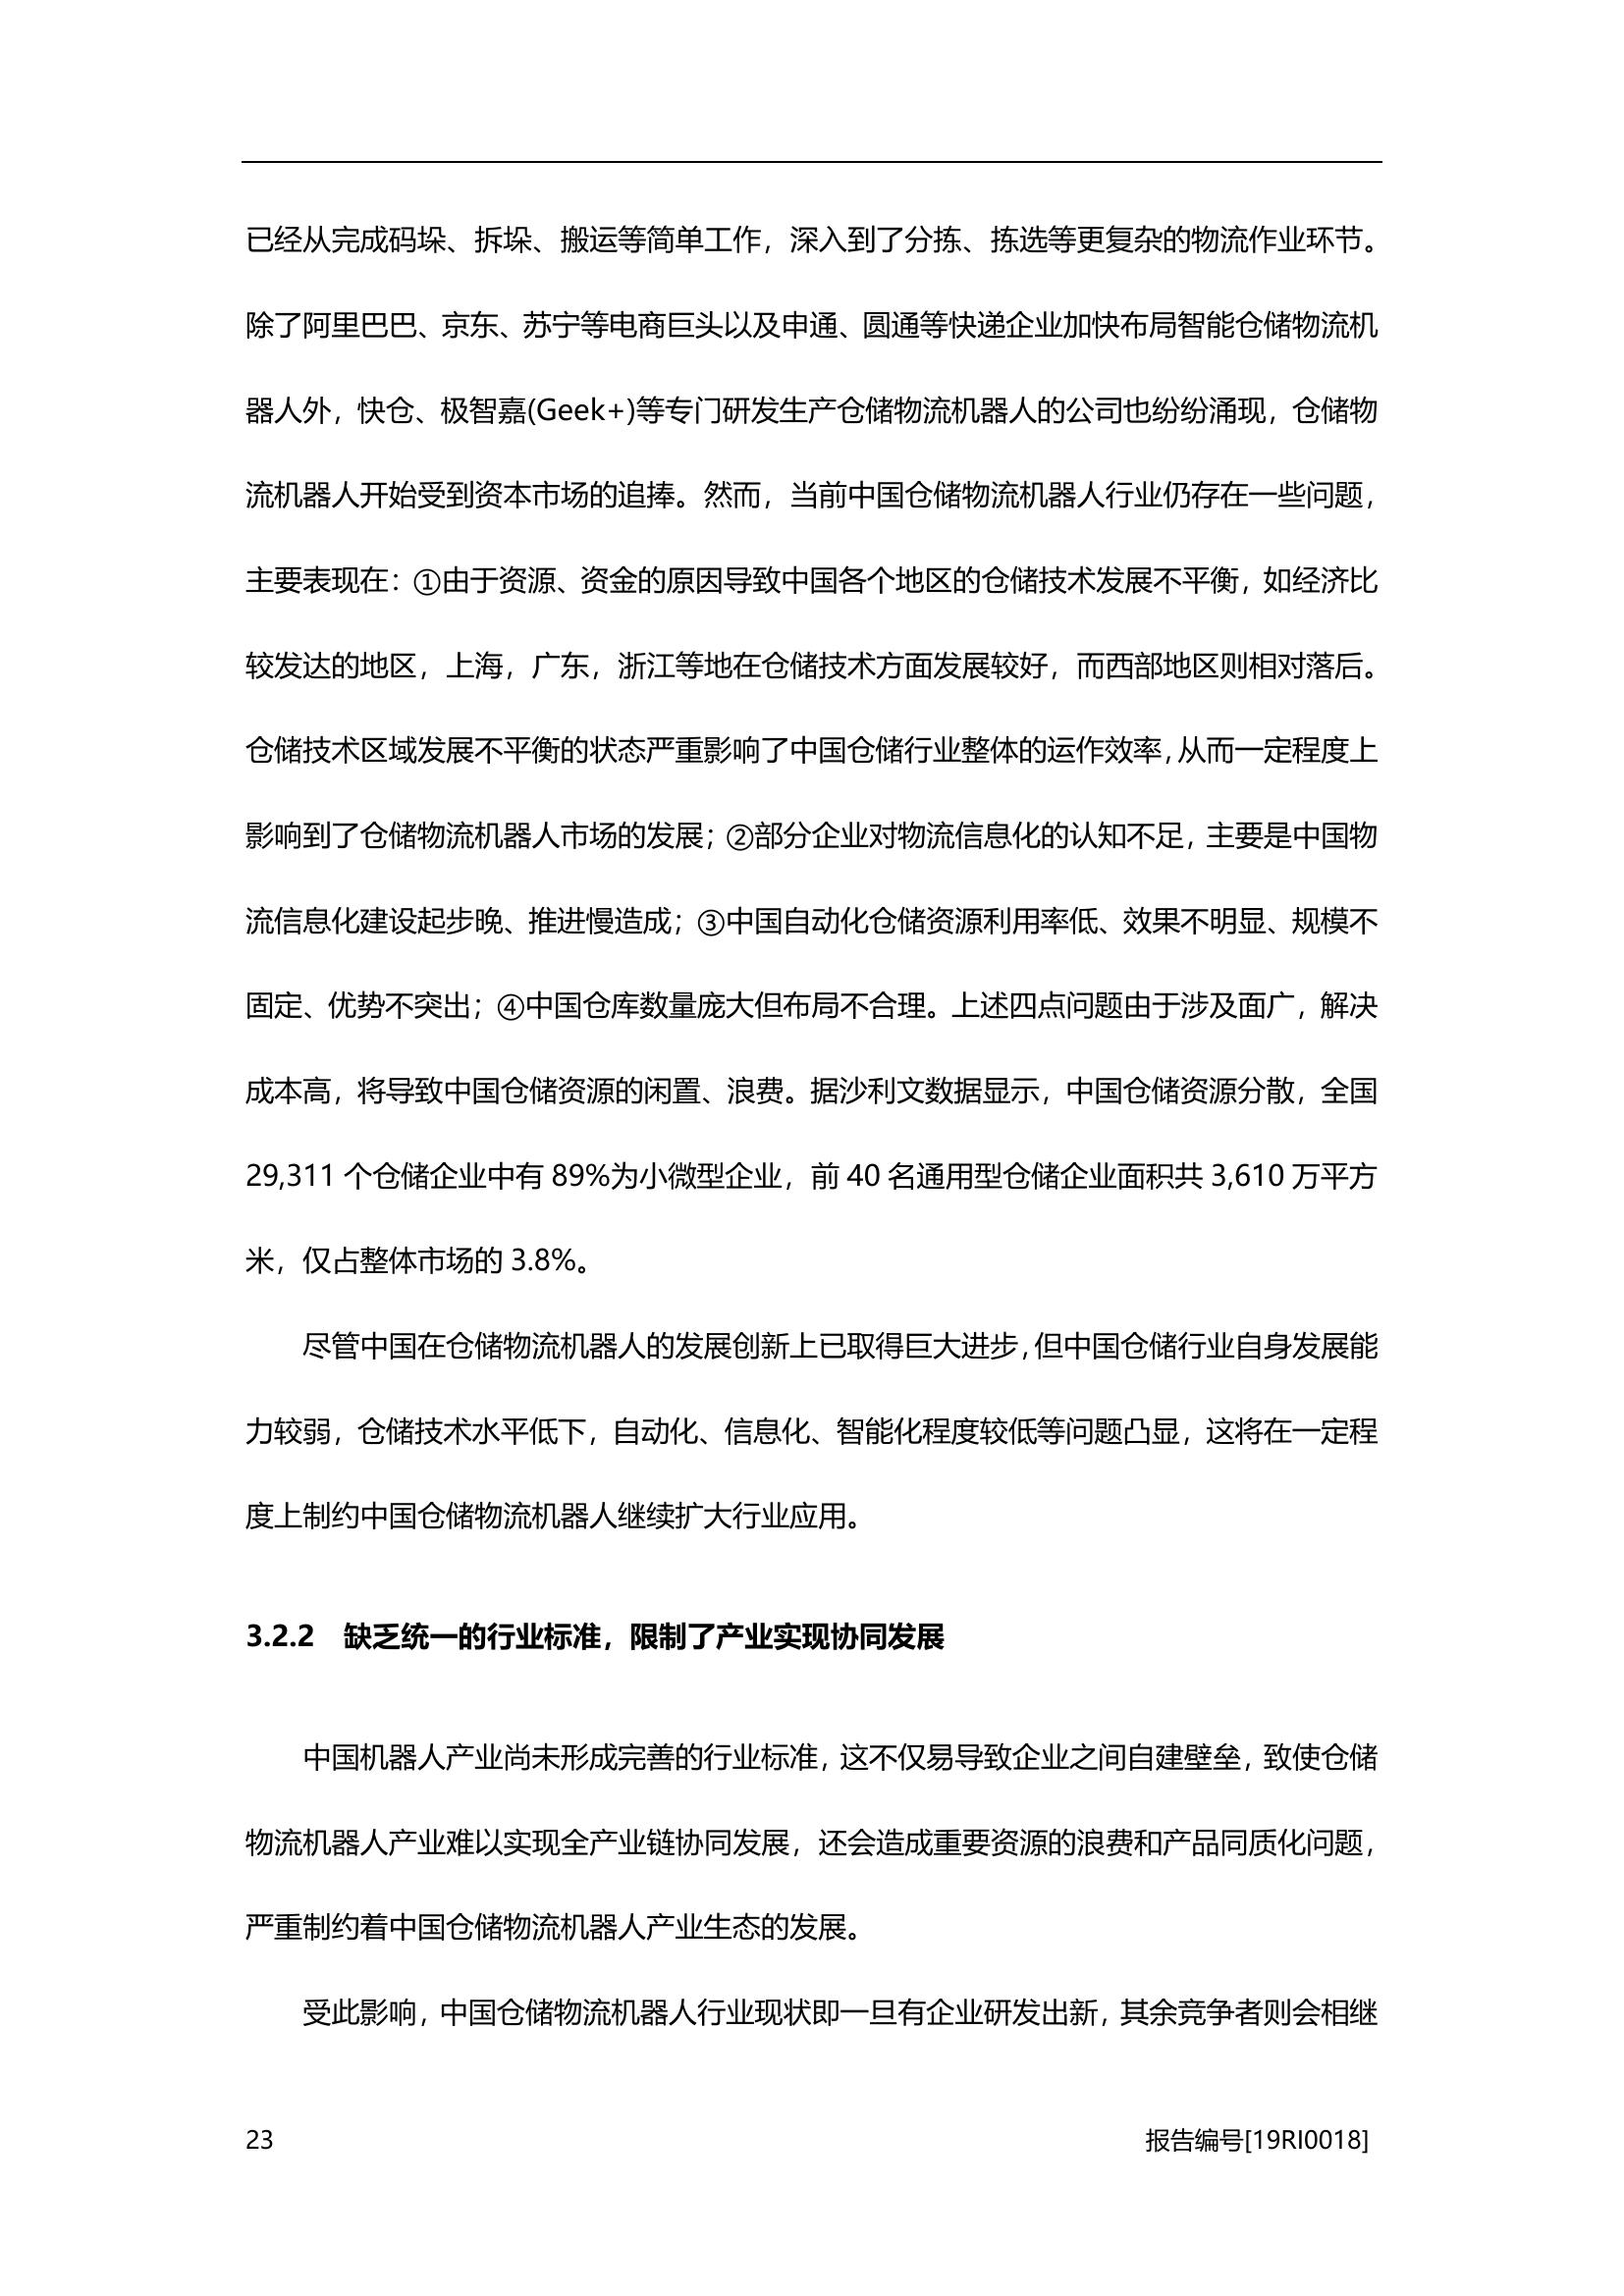 已经从完成码垛、拆垛、搬运等简单工作，深入到了分拣、拣选等更复杂的物流作业环节。
除了阿里巴巴、京东、苏宁等电商巨头以及申通、圆通等快递企业加快布局智能仓储物流机
器人外，快仓、极智嘉(Geek+)等专门研发生产仓储物流机器人的公司也纷纷涌现，仓储物
流机器人开始受到资本市场的追捧。然而，当前中国仓储物流机器人行业仍存在一些问题，
主要表现在：①由于资源、资金的原因导致中国各个地区的仓储技术发展不平衡，如经济比
较发达的地区，上海，广东，浙江等地在仓储技术方面发展较好，而西部地区则相对落后。
仓储技术区域发展不平衡的状态严重影响了中国仓储行业整体的运作效率，从而一定程度上
影响到了仓储物流机器人市场的发展；②部分企业对物流信息化的认知不足，主要是中国物
流信息化建设起步晚、推进慢造成；③中国自动化仓储资源利用率低、效果不明显、规模不
固定、优势不突出；④中国仓库数量庞大但布局不合理。上述四点问题由于涉及面广，解决
成本高，将导致中国仓储资源的闲置、浪费。据沙利文数据显示，中国仓储资源分散，全国
29,311 个仓储企业中有 89%为小微型企业，前 40 名通用型仓储企业面积共 3,610 万平方
米，仅占整体市场的 3.8%。
尽管中国在仓储物流机器人的发展创新上已取得巨大进步，但中国仓储行业自身发展能
力较弱，仓储技术水平低下，自动化、信息化、智能化程度较低等问题凸显，这将在一定程
度上制约中国仓储物流机器人继续扩大行业应用。
3.2.2 缺乏统一的行业标准，限制了产业实现协同发展
中国机器人产业尚未形成完善的行业标准，这不仅易导致企业之间自建壁垒，致使仓储
物流机器人产业难以实现全产业链协同发展，还会造成重要资源的浪费和产品同质化问题，
严重制约着中国仓储物流机器人产业生态的发展。
受此影响，中国仓储物流机器人行业现状即一旦有企业研发出新，其余竞争者则会相继
23 报告编号[19RI0018]